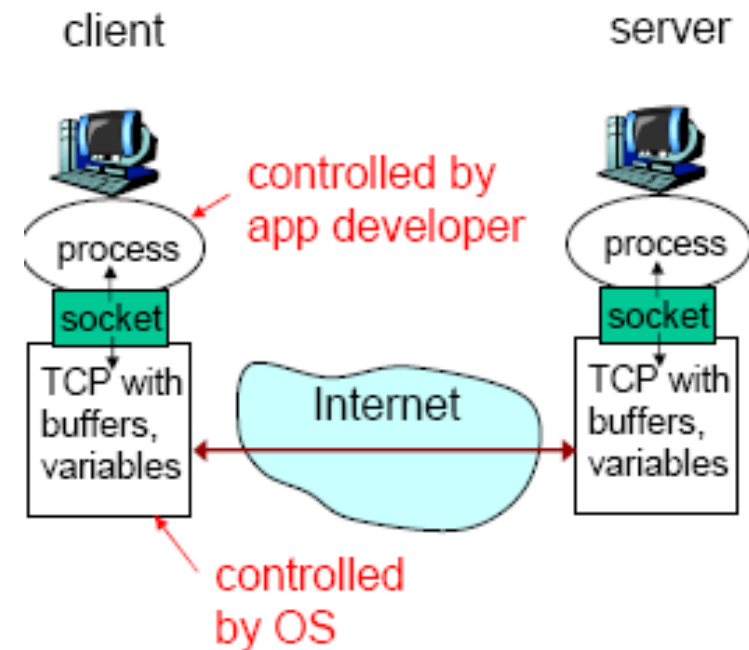 client
server
controlled by
app developer
process
process
socket
socket
TCP with
buffers,
variables
Internet
TCP with
buffers,
variables
controlled
by OS